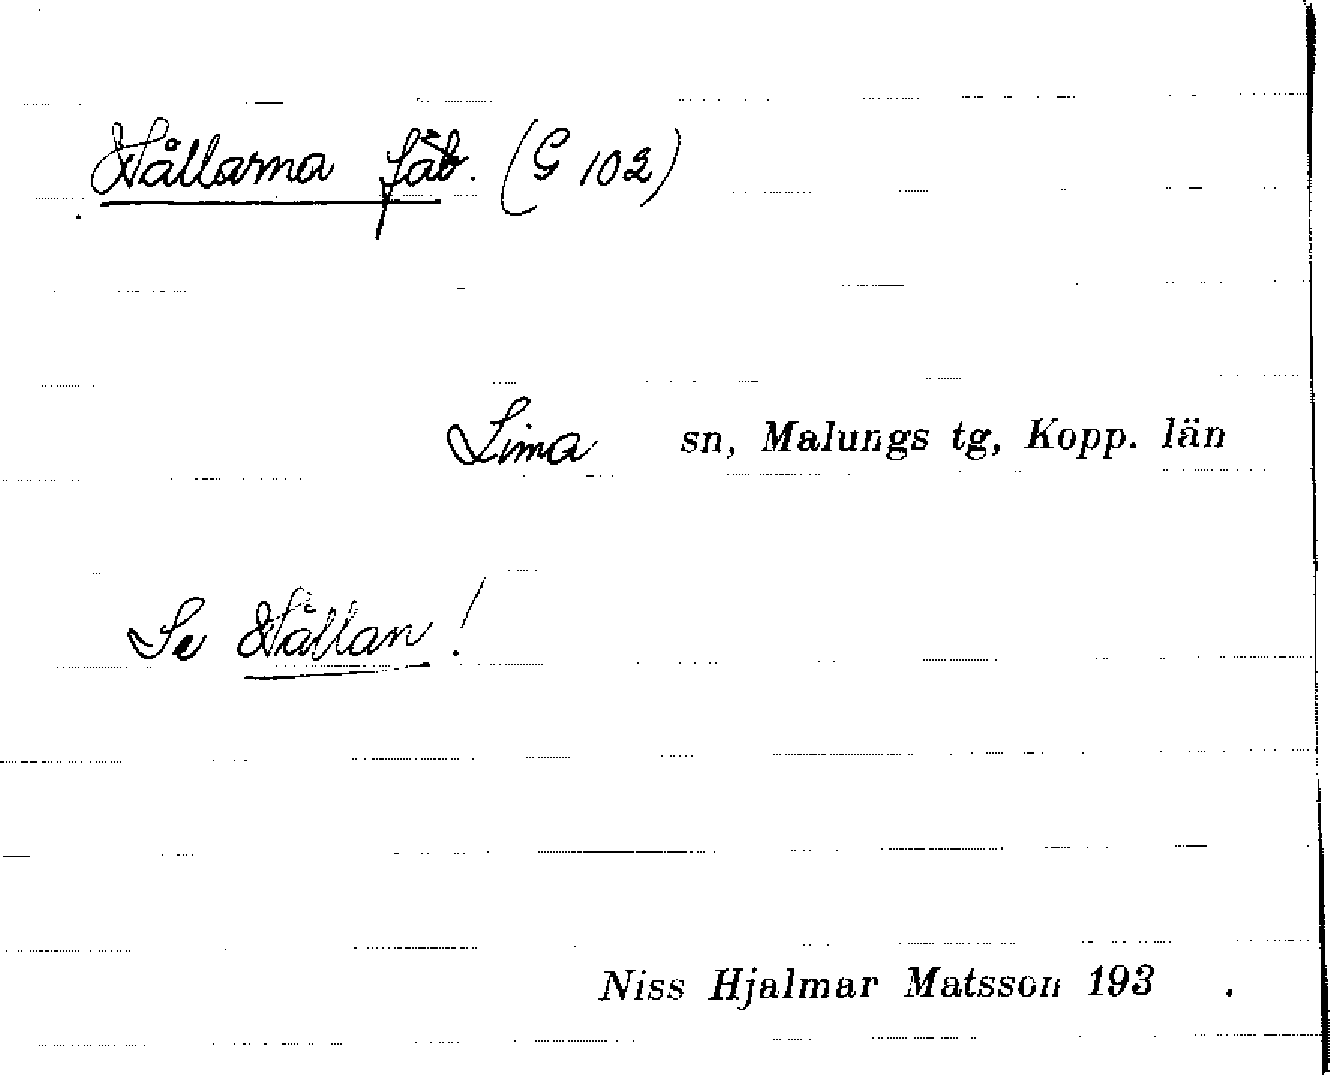 Hållarna fäb. (G 102)
Lima sn, Malungs tg, Kopp. län
Se Hållan!
Niss Hjalmar Matsson 193 .